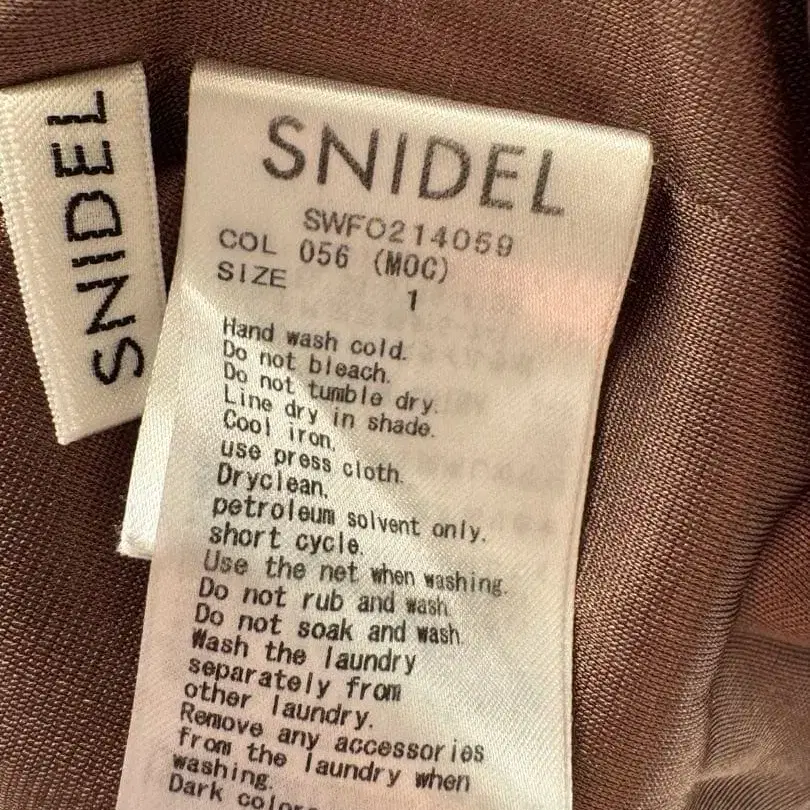 SNIDEL
SNIDEL
SWFO214059
COL 056 (MOC)
SIZE 1
Hand wash cold.
Do not bleach.
Do not tumble dry.
Line dry in shade.
Cool iron.
use press cloth.
Dryclean.
petroleum solvent only.
short cycle.
Use the net when washing.
Do not rub and wash.
Do not soak and wash.
Wash the laundry
separately from
other laundry.
Remove any accessories
from the laundry when
washing.
Dark